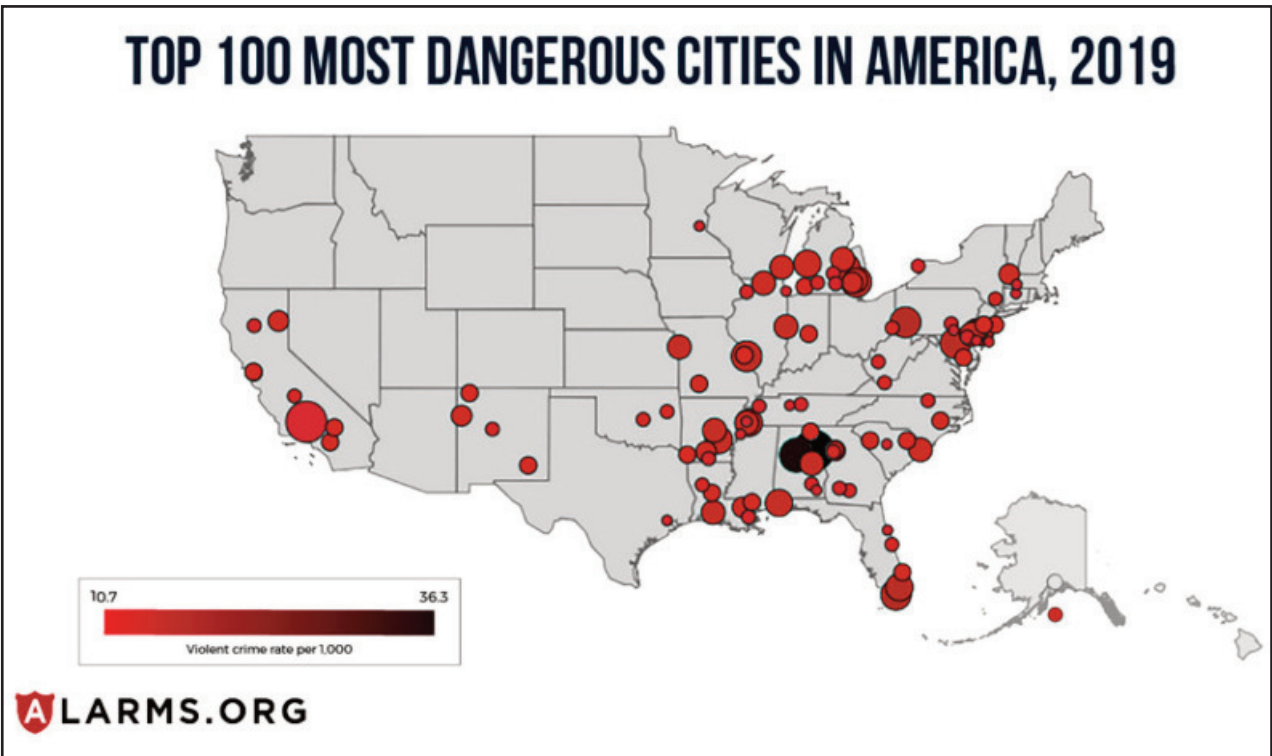 TOP 100 MOST DANGEROUS CITIES IN AMERICA, 2019
10.7 36.3
Violent crime rate per 1,000
ALARMS.ORG